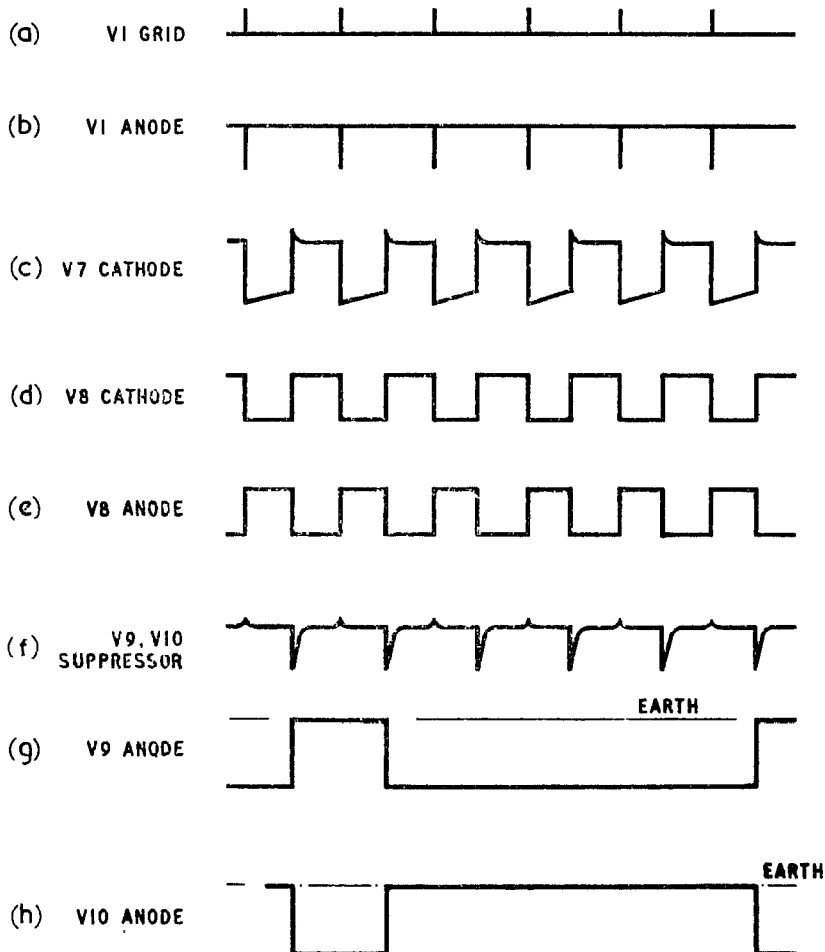 (a) V1 GRID
(b) V1 ANODE
(c) V7 CATHODE
(d) V8 CATHODE
(e) V8 ANODE
(f) V9, V10
SUPPRESSOR
EARTH
(g) V9 ANODE
EARTH
(h) V10 ANODE